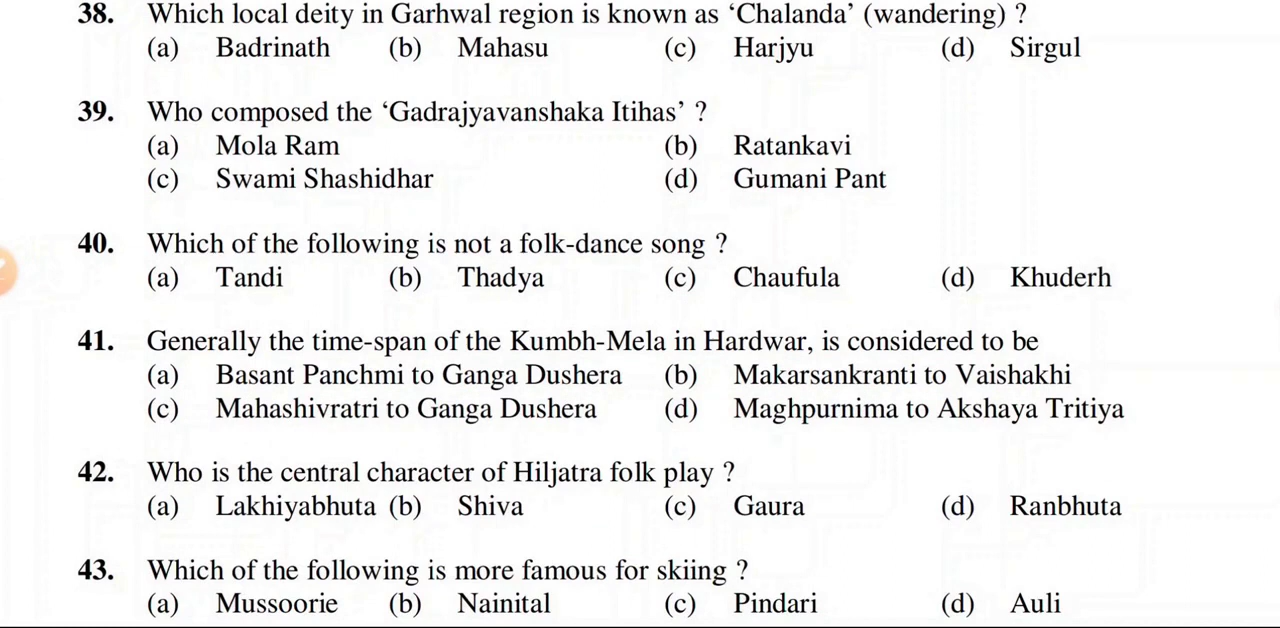 38. Which local deity in Garhwal region is known as ‘Chalanda’ (wandering) ?
(a) Badrinath (b) Mahasu (c) Harjyu (d) Sirgul
39. Who composed the ‘Gadrajyavanshaka Itihas’ ?
(a) Mola Ram (b) Ratankavi
(c) Swami Shashidhar (d) Gumani Pant
40. Which of the following is not a folk-dance song ?
(a) Tandi (b) Thadya (c) Chaufula (d) Khuderh
41. Generally the time-span of the Kumbh-Mela in Hardwar, is considered to be
(a) Basant Panchmi to Ganga Dushera (b) Makarsankranti to Vaishakhi
(c) Mahashivratri to Ganga Dushera (d) Maghpurnima to Akshaya Tritiya
42. Who is the central character of Hiljatra folk play ?
(a) Lakhiyabhuta (b) Shiva (c) Gaura (d) Ranbhuta
43. Which of the following is more famous for skiing ?
(a) Mussoorie (b) Nainital (c) Pindari (d) Auli